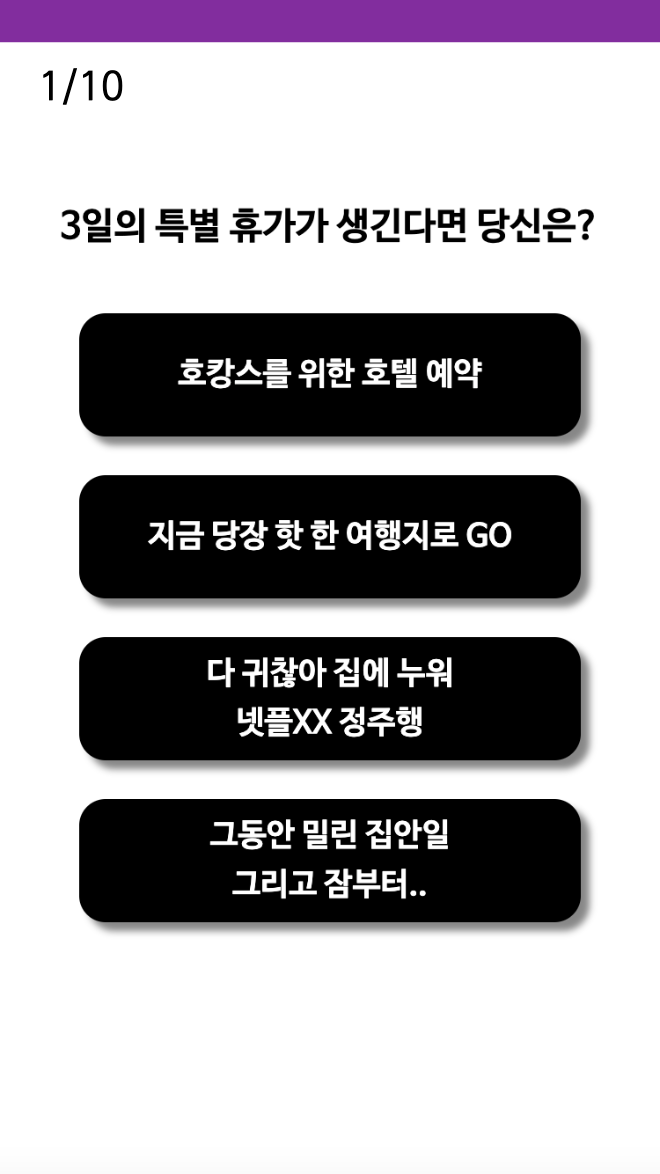 1/10
3일의 특별 휴가가 생긴다면 당신은?
호캉스를 위한 호텔 예약
지금 당장 핫 한 여행지로 GO
다 귀찮아 집에 누워
넷플XX 정주행
그동안 밀린 집안일
그리고 잠부터..